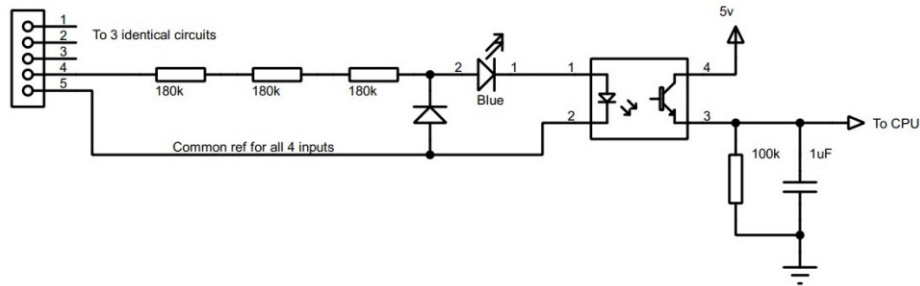 5v
1
To 3 identical circuits
2
3
4
5
180k
180k
180k
2
1
Blue
1
2
4
3
To CPU
Common ref for all 4 inputs
100k
1uF